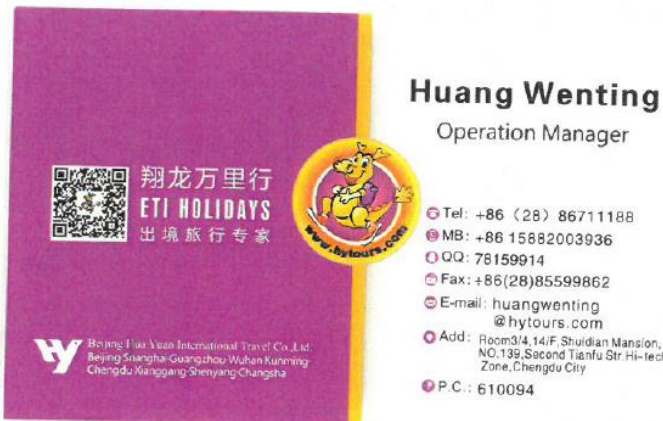 翔龙万里行
ETI HOLIDAYS
出境旅行专家
www.hytours.com
HY
Beijing Hua Yuan International Travel Co.,Ltd.
Beijing·Shanghai·Guangzhou·Wuhan·Kunming·
Chengdu·Xianggang·Shenyang·Changsha
Huang Wenting
Operation Manager
Tel: +86 (28) 86711188
MB: +86 15882003936
QQ: 78159914
Fax: +86(28)85599862
E-mail: huangwenting
@hytours.com
Add: Room3/4,14/F,Shuidian Mansion,
NO.139,Second Tianfu Str.Hi-tech
Zone,Chengdu City
P.C.: 610094